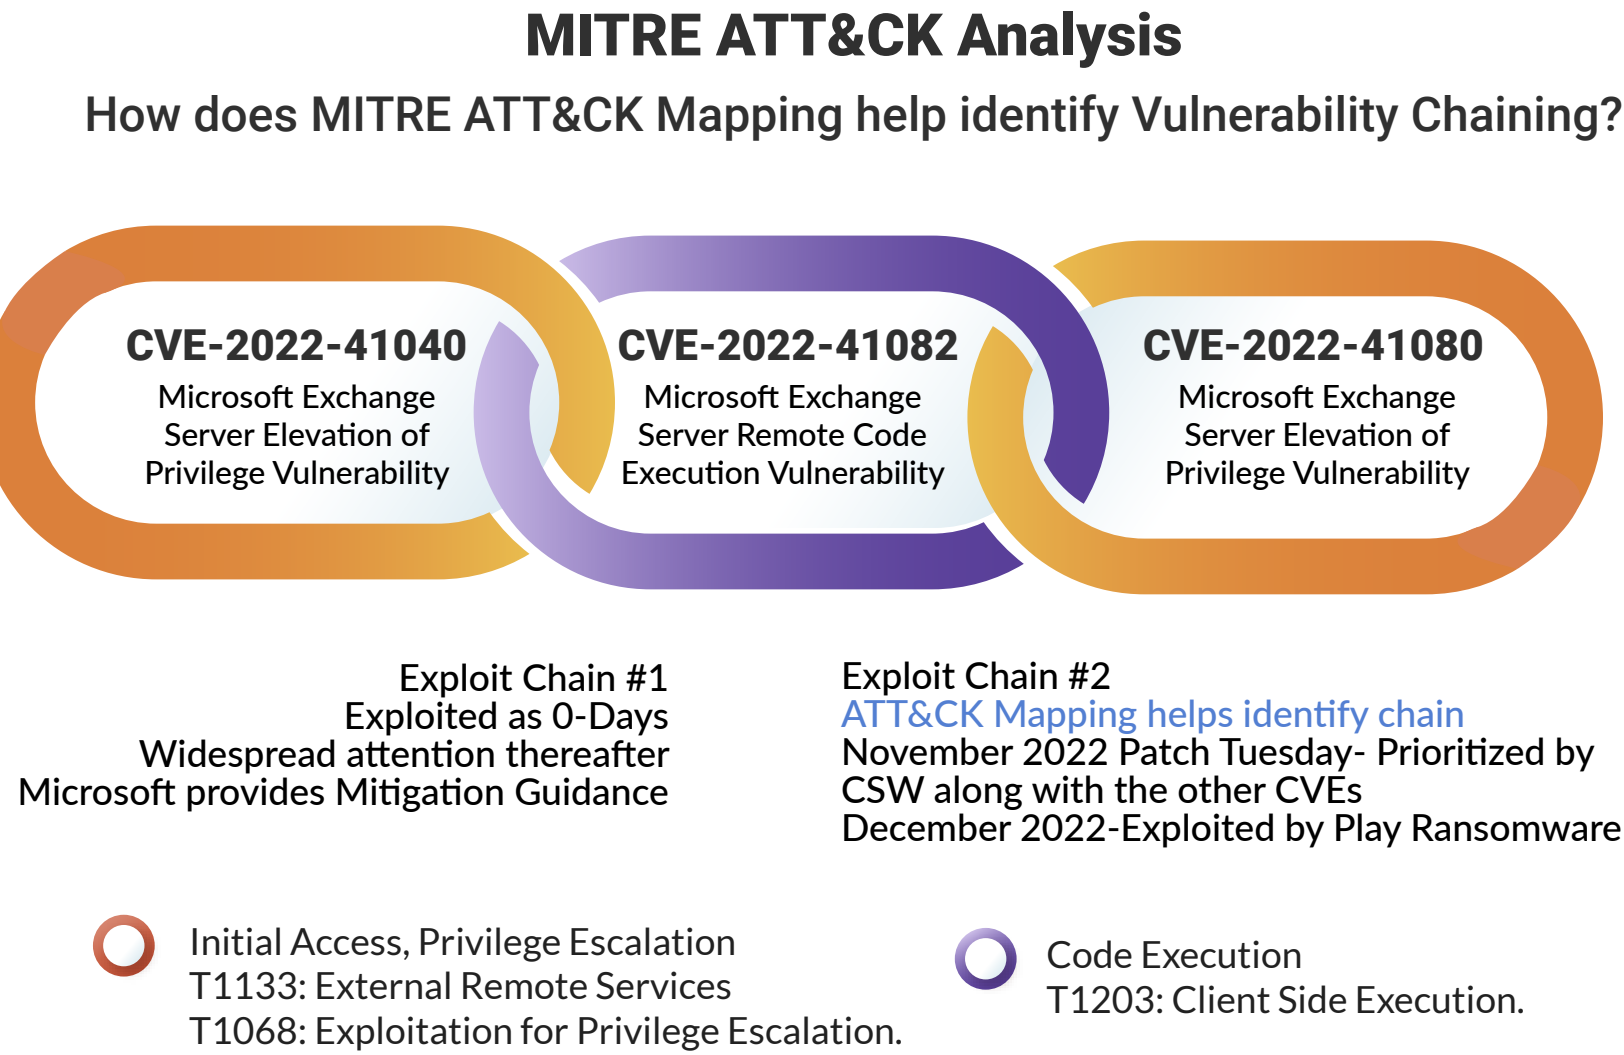 MITRE ATT&CK Analysis
How does MITRE ATT&CK Mapping help identify Vulnerability Chaining?
CVE-2022-41040
Microsoft Exchange
Server Elevation of
Privilege Vulnerability
CVE-2022-41082
Microsoft Exchange
Server Remote Code
Execution Vulnerability
CVE-2022-41080
Microsoft Exchange
Server Elevation of
Privilege Vulnerability
Exploit Chain #1
Exploited as 0-Days
Widespread attention thereafter
Microsoft provides Mitigation Guidance
Exploit Chain #2
ATT&CK Mapping helps identify chain
November 2022 Patch Tuesday- Prioritized by
CSW along with the other CVEs
December 2022-Exploited by Play Ransomware
Initial Access, Privilege Escalation
T1133: External Remote Services
T1068: Exploitation for Privilege Escalation.
Code Execution
T1203: Client Side Execution.